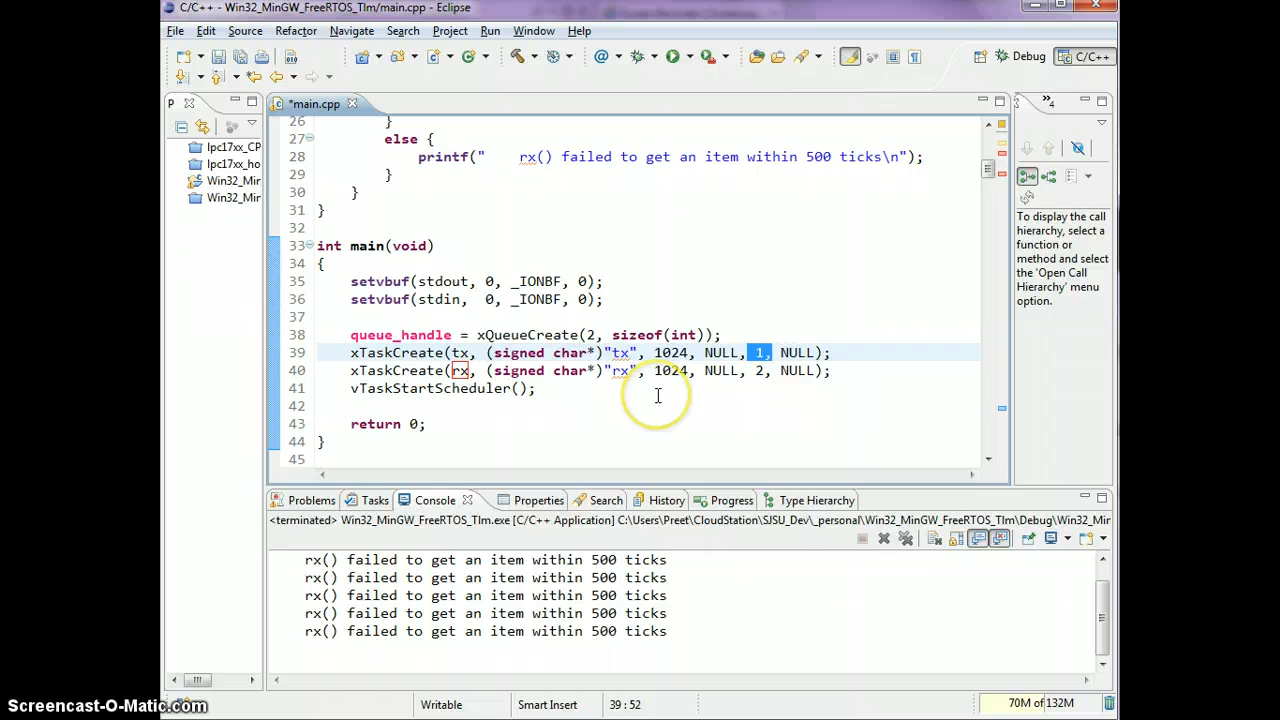 C/C++ - Win32_MinGW_FreeRTOS_Tlm/main.cpp - Eclipse
File Edit Source Refactor Navigate Search Project Run Window Help
Debug C/C++
P *main.cpp 4
lpc17xx_CP
lpc17xx_ho
Win32_Min
Win32_Min
26 }
27 else {
28 printf("    rx() failed to get an item within 500 ticks\n");
29 }
30 }
31 }
32
33 int main(void)
34 {
35 setvbuf(stdout, 0, _IONBF, 0);
36 setvbuf(stdin,  0, _IONBF, 0);
37
38 queue_handle = xQueueCreate(2, sizeof(int));
39 xTaskCreate(tx, (signed char*)"tx", 1024, NULL, 1, NULL);
40 xTaskCreate(rx, (signed char*)"rx", 1024, NULL, 2, NULL);
41 vTaskStartScheduler();
42
43 return 0;
44 }
45
To display the call
hierarchy, select a
function or
method and select
the 'Open Call
Hierarchy' menu
option.
Problems Tasks Console Properties Search History Progress Type Hierarchy
<terminated> Win32_MinGW_FreeRTOS_Tlm.exe [C/C++ Application] C:\Users\Preet\CloudStation\SJSU_Dev\_personal\Win32_MinGW_FreeRTOS_Tlm\Debug\Win32_Mir
rx() failed to get an item within 500 ticks
rx() failed to get an item within 500 ticks
rx() failed to get an item within 500 ticks
rx() failed to get an item within 500 ticks
rx() failed to get an item within 500 ticks
Writable Smart Insert 39 : 52 70M of 132M
Screencast-O-Matic.com